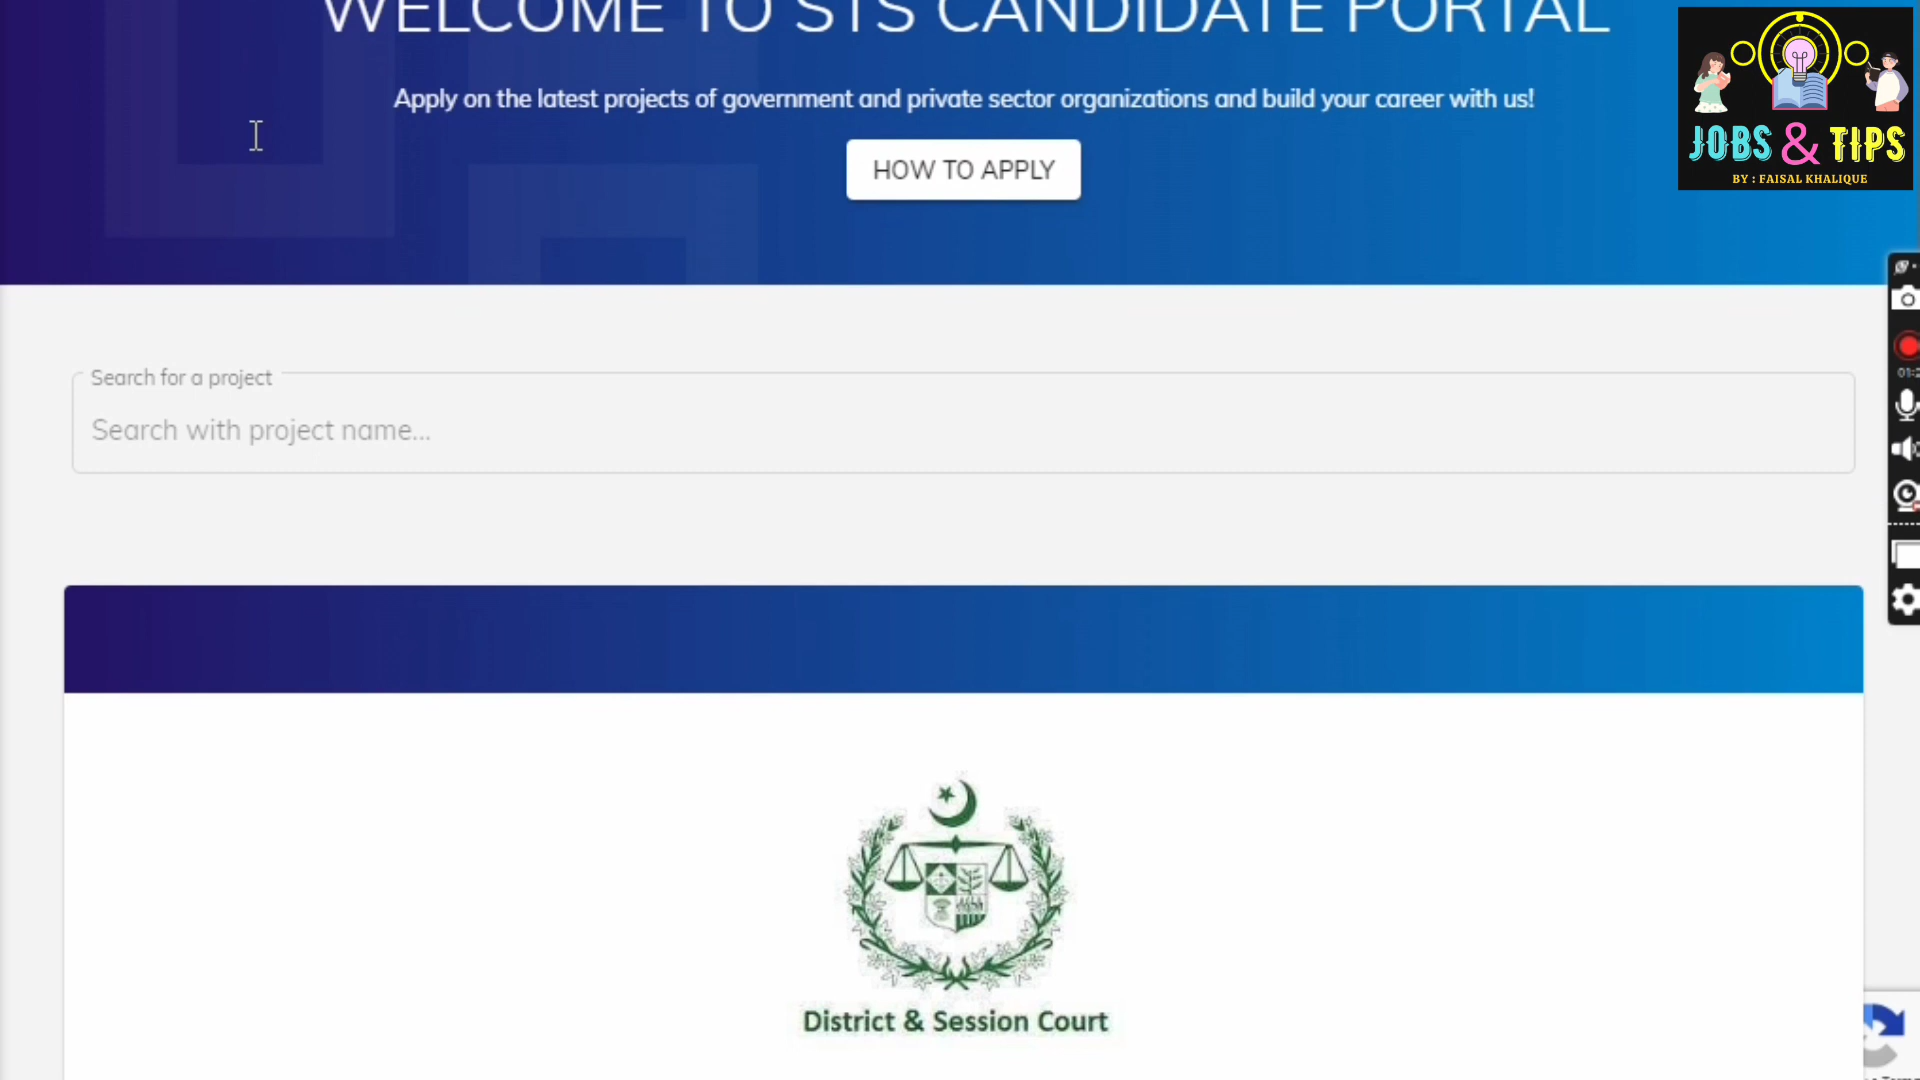 WELCOME TO STS CANDIDATE PORTAL
Apply on the latest projects of government and private sector organizations and build your career with us!
HOW TO APPLY
JOBS & TIPS
BY : FAISAL KHALIQUE
Search for a project
Search with project name...
District & Session Court